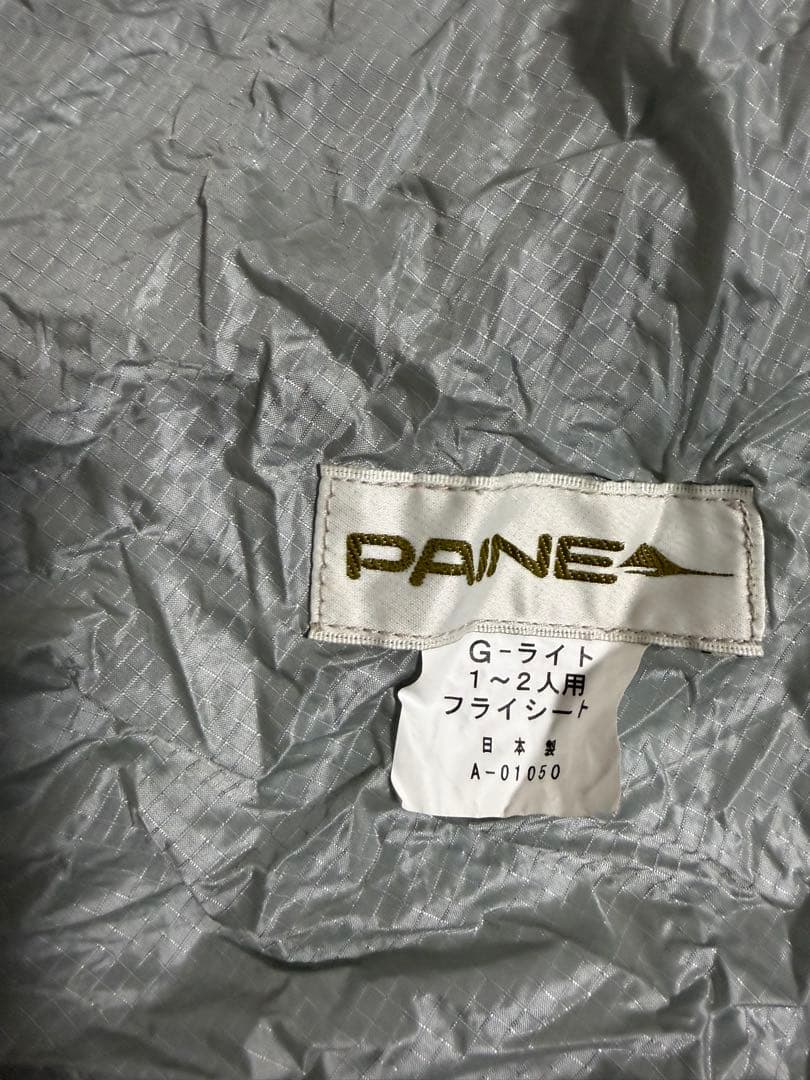 PAINE
G-ライト
1～2人用
フライシート
日本製
A-01050